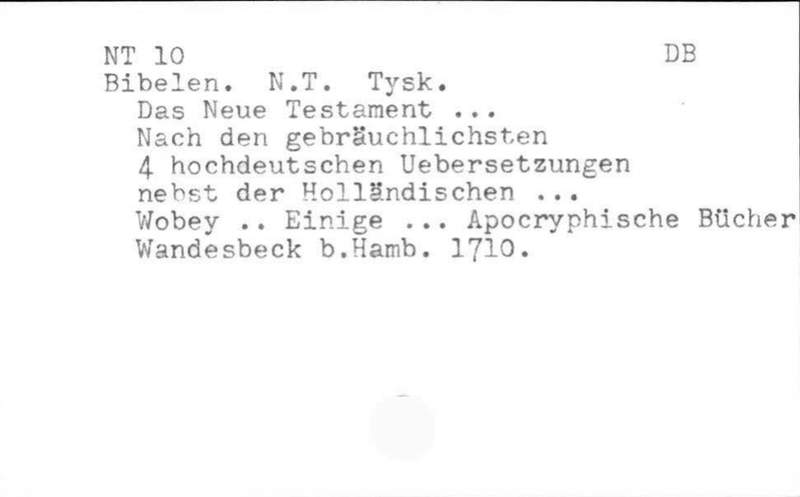 NT 10 DB
Bibelen. N.T. Tysk.
Das Neue Testament ...
Nach den gebräuchlichsten
4 hochdeutschen Uebersetzungen
nebst der Holländischen ...
Wobey .. Einige ... Apocryphische Bücher
Wandesbeck b.Hamb. 1710.